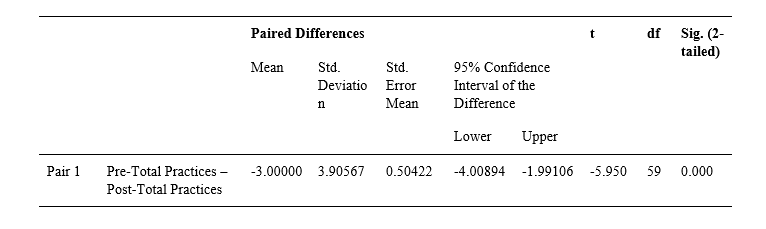 Paired Differences t df Sig. (2-
tailed)
Mean Std. Std. 95% Confidence
Deviatio Error Interval of the
n Mean Difference
Lower Upper
Pair 1 Pre-Total Practices – -3.00000 3.90567 0.50422 -4.00894 -1.99106 -5.950 59 0.000
Post-Total Practices